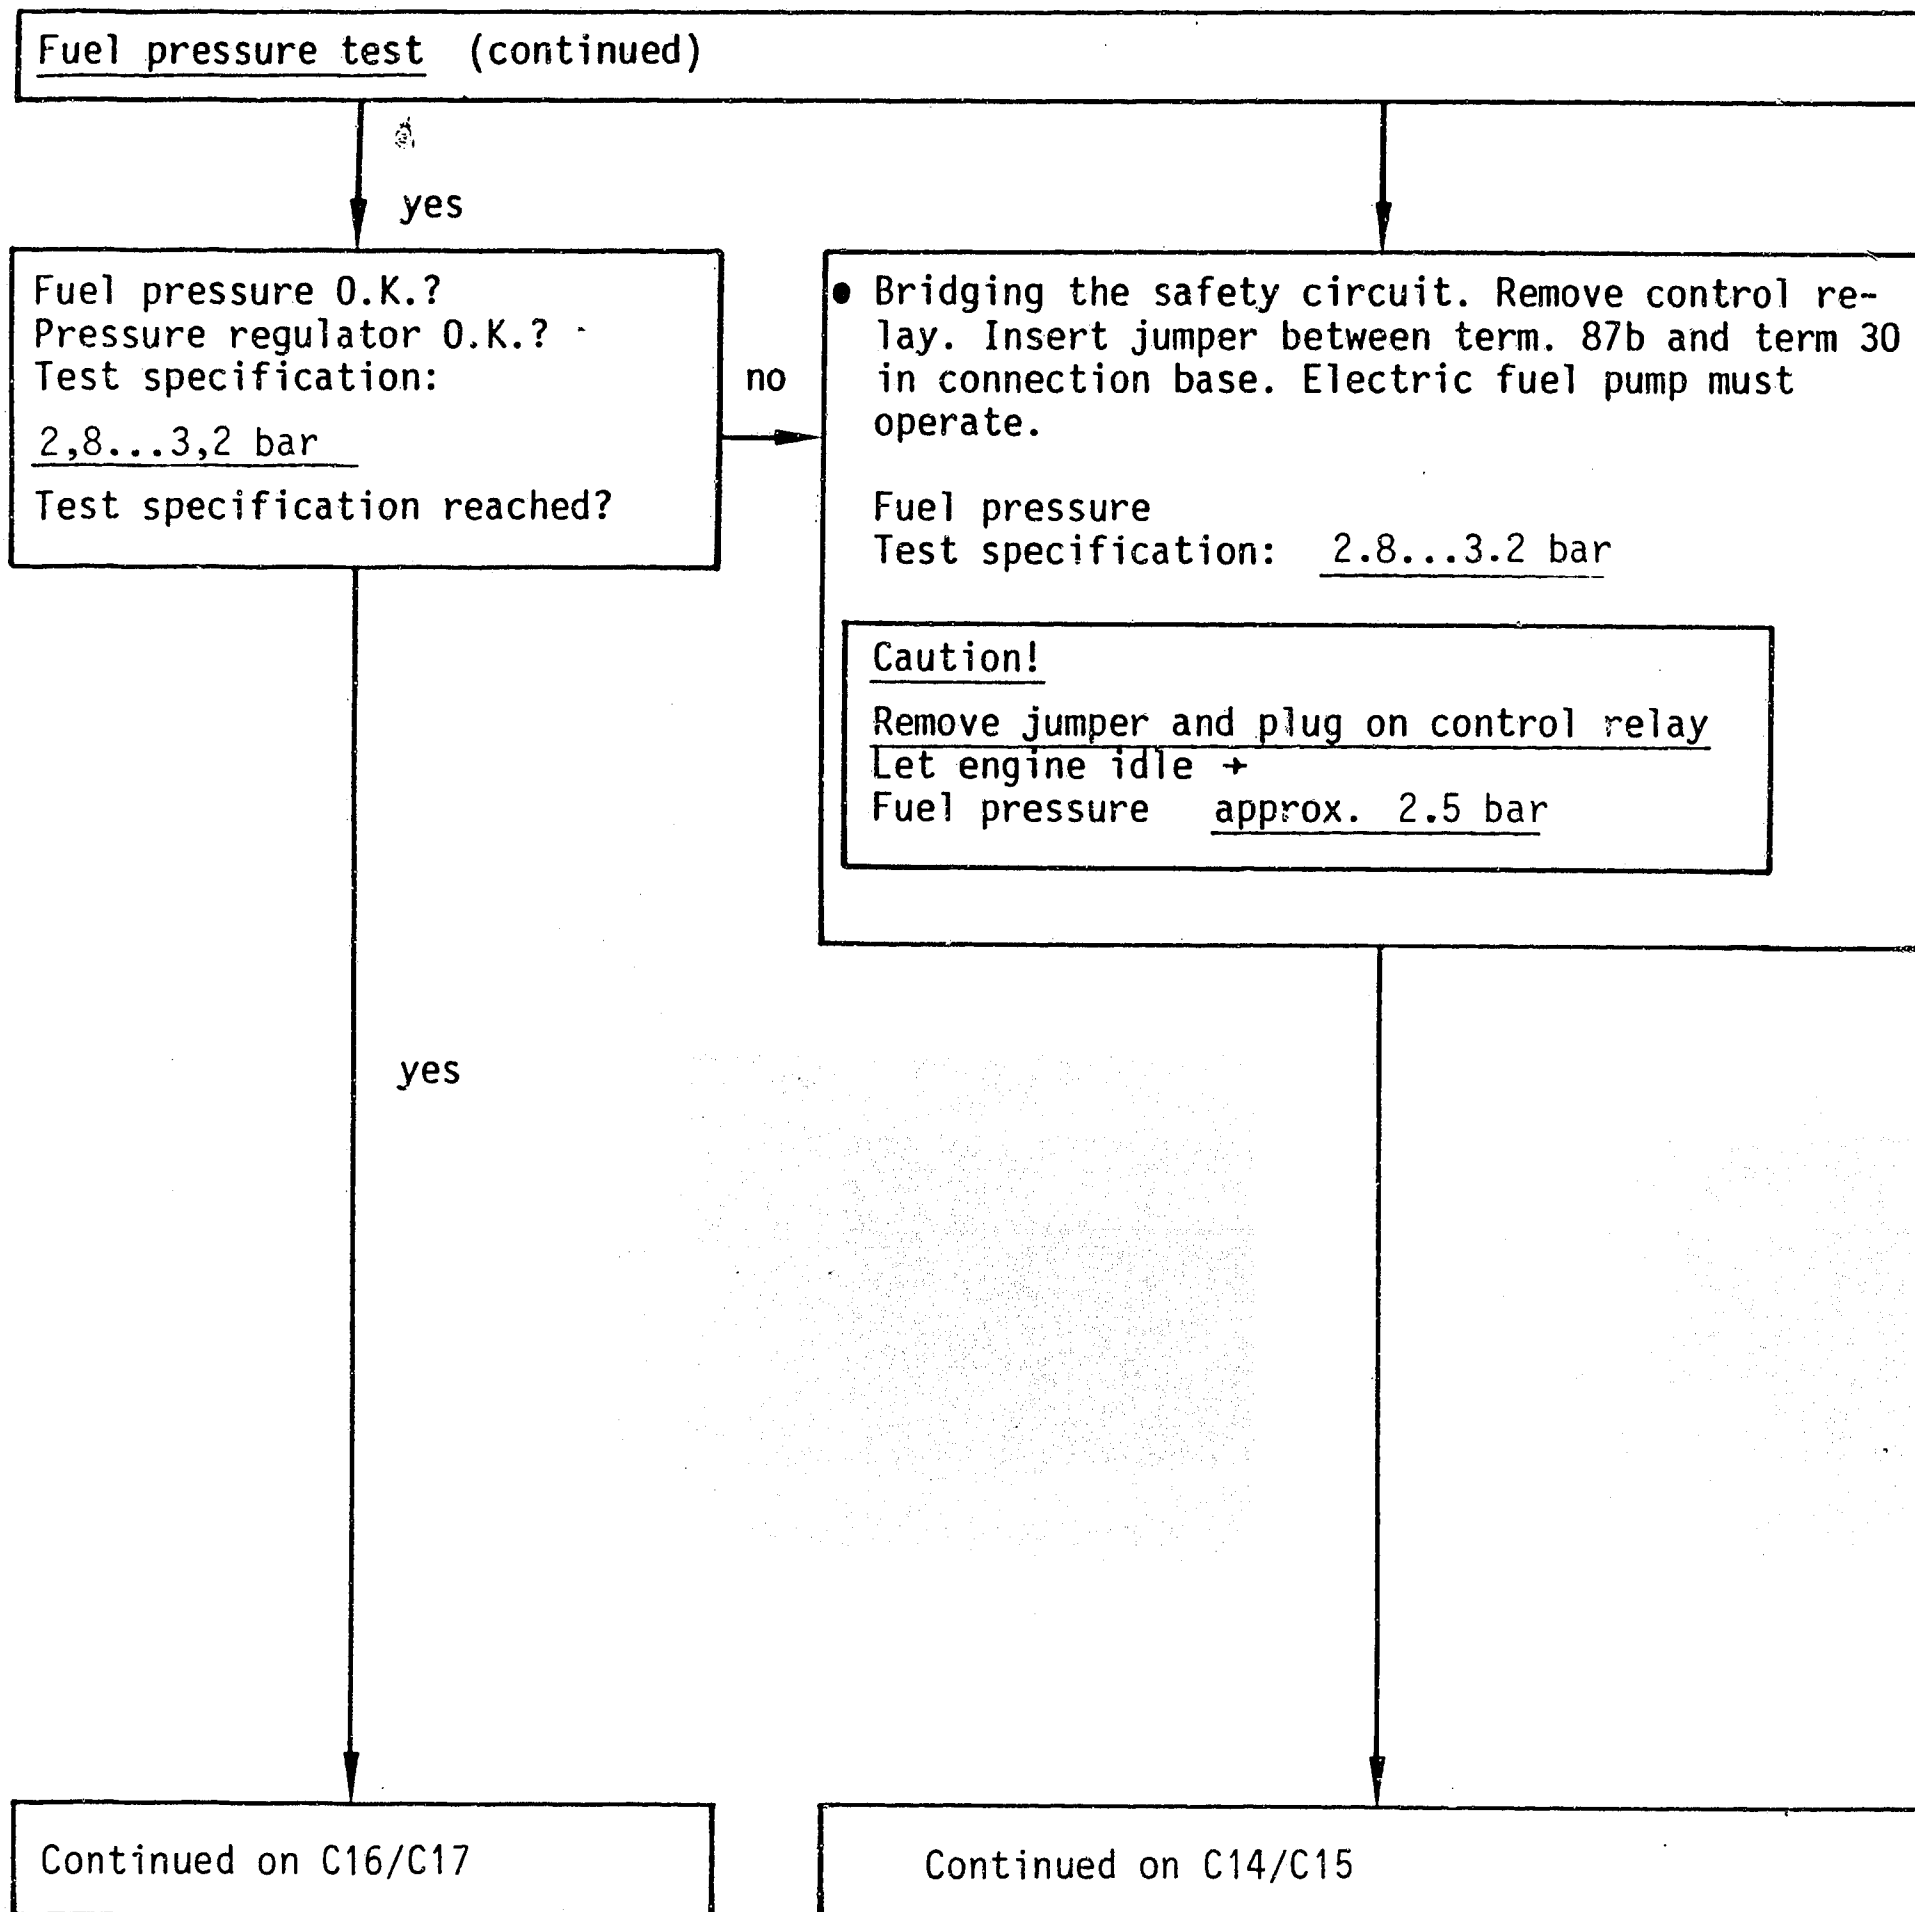 Fuel pressure test (continued)
yes
Fuel pressure O.K.?
Pressure regulator O.K.?
Test specification:
2,8...3,2 bar
Test specification reached?
no
● Bridging the safety circuit. Remove control re-
lay. Insert jumper between term. 87b and term 30
in connection base. Electric fuel pump must
operate.
Fuel pressure
Test specification: 2.8...3.2 bar
Caution!
Remove jumper and plug on control relay
Let engine idle →
Fuel pressure approx. 2.5 bar
yes
Continued on C16/C17
Continued on C14/C15